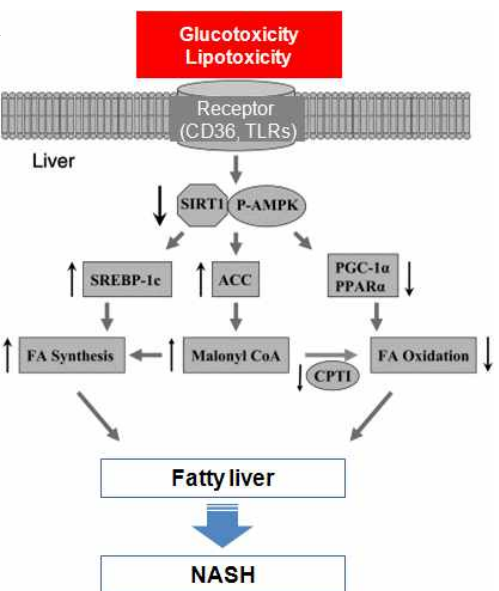 Glucotoxicity
Lipotoxicity
Receptor
(CD36, TLRs)
Liver
SIRT1 P-AMPK
SREBP-1c
ACC
PGC-1α
PPARα
FA Synthesis
Malonyl CoA
FA Oxidation
CPTI
Fatty liver
NASH